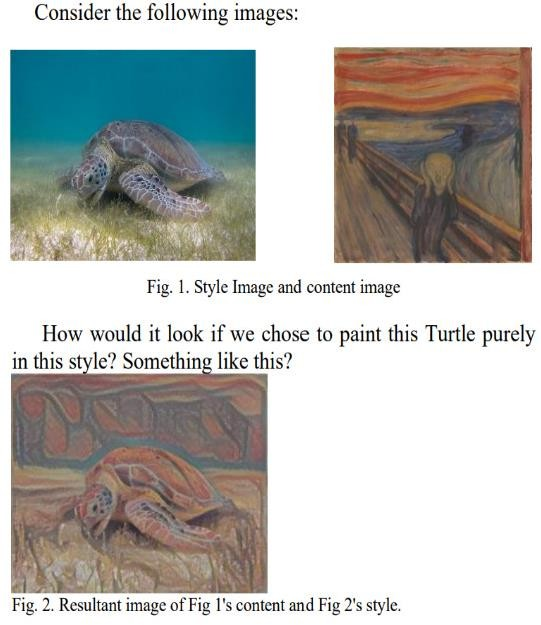 Consider the following images:
Fig. 1. Style Image and content image
How would it look if we chose to paint this Turtle purely
in this style? Something like this?
Fig. 2. Resultant image of Fig 1's content and Fig 2's style.